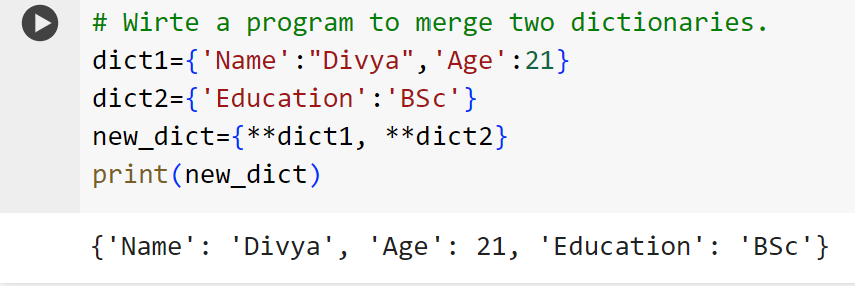 # Wirte a program to merge two dictionaries.
dict1={'Name':"Divya",'Age':21}
dict2={'Education':'BSc'}
new_dict={**dict1, **dict2}
print(new_dict)
{'Name': 'Divya', 'Age': 21, 'Education': 'BSc'}